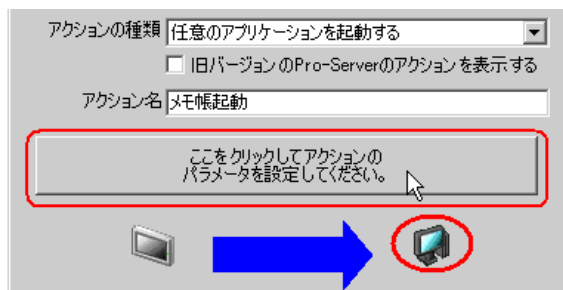 アクションの種類 任意のアプリケーションを起動する
旧バージョンのPro-Serverのアクションを表示する
アクション名 メモ帳起動
ここをクリックしてアクションの
パラメータを設定してください。